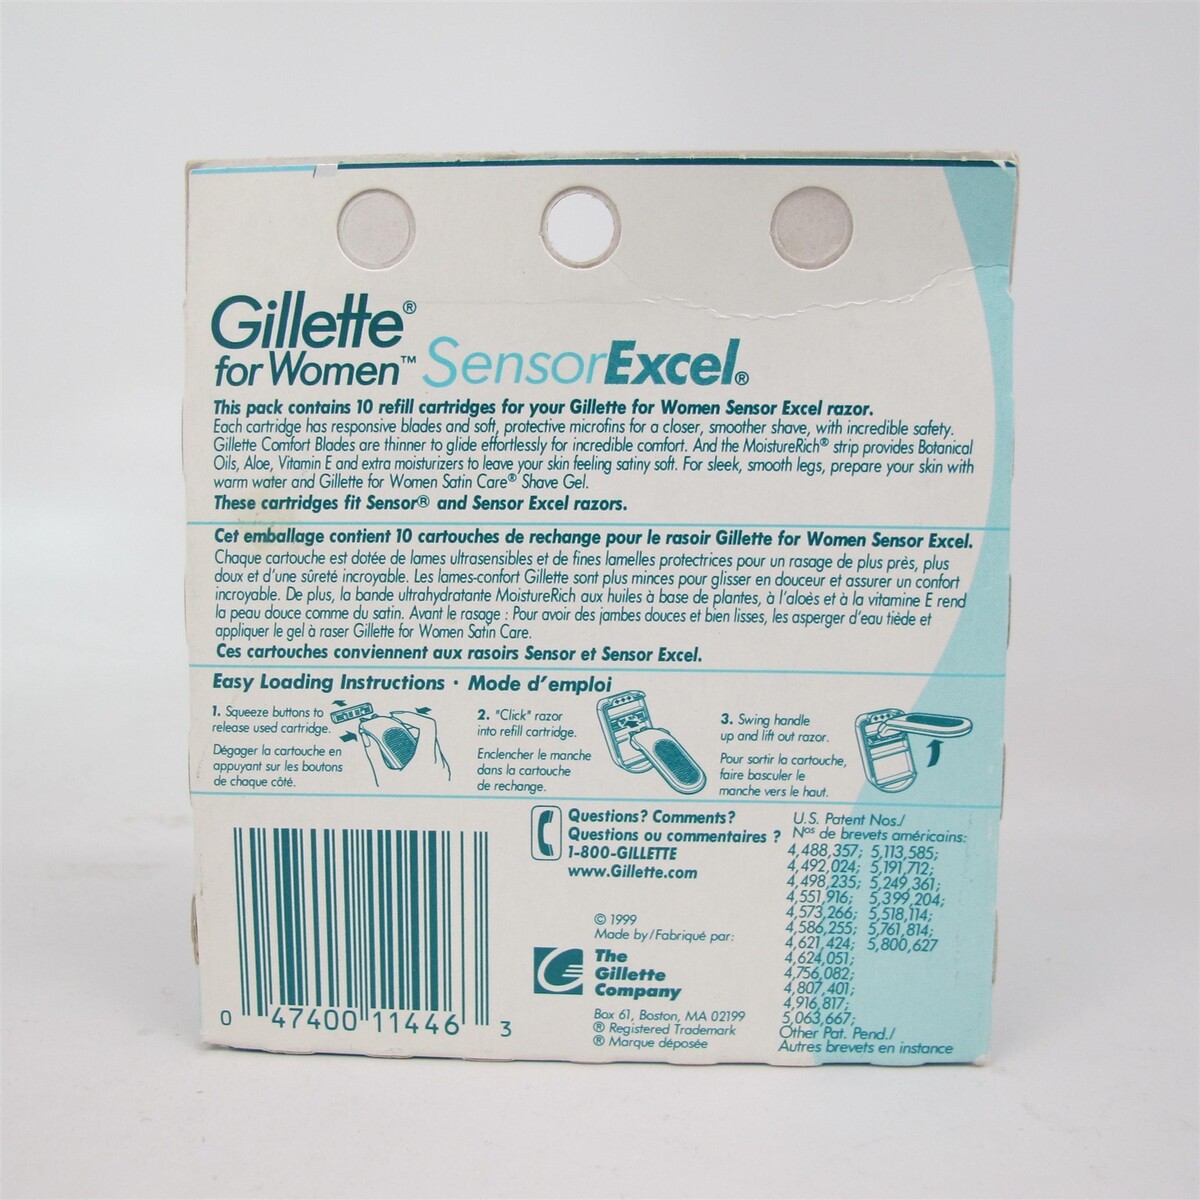 Gillette®
for Women™ SensorExcel®
This pack contains 10 refill cartridges for your Gillette for Women Sensor Excel razor.
Each cartridge has responsive blades and soft, protective microfins for a closer, smoother shave, with incredible safety.
Gillette Comfort Blades are thinner to glide effortlessly for incredible comfort. And the MoistureRich® strip provides Botanical
Oils, Aloe, Vitamin E and extra moisturizers to leave your skin feeling satiny soft. For sleek, smooth legs, prepare your skin with
warm water and Gillette for Women Satin Care® Shave Gel.
These cartridges fit Sensor® and Sensor Excel razors.
Cet emballage contient 10 cartouches de rechange pour le rasoir Gillette for Women Sensor Excel.
Chaque cartouche est dotée de lames ultrasensibles et de fines lamelles protectrices pour un rasage de plus près, plus
doux et d'une sûreté incroyable. Les lames-confort Gillette sont plus minces pour glisser en douceur et assurer un confort
incroyable. De plus, la bande ultrahydratante MoistureRich aux huiles à base de plantes, à l'aloès et à la vitamine E rend
la peau douce comme du satin. Avant le rasage : Pour avoir des jambes douces et bien lisses, les asperger d'eau tiède et
appliquer le gel à raser Gillette for Women Satin Care.
Ces cartouches conviennent aux rasoirs Sensor et Sensor Excel.
Easy Loading Instructions · Mode d'emploi
1. Squeeze buttons to
release used cartridge.
Dégager la cartouche en
appuyant sur les boutons
de chaque côté.
2. "Click" razor
into refill cartridge.
Enclencher le manche
dans la cartouche
de rechange.
3. Swing handle
up and lift out razor.
Pour sortir la cartouche,
faire basculer le
manche vers le haut.
Questions? Comments?
Questions ou commentaires ?
1-800-GILLETTE
www.Gillette.com
© 1999
Made by/Fabriqué par:
The
Gillette
Company
Box 61, Boston, MA 02199
® Registered Trademark
® Marque déposée
U.S. Patent Nos./
Nos de brevets américains:
4,488,357; 5,113,585;
4,492,024; 5,191,712;
4,498,235; 5,249,361;
4,551,916; 5,399,204;
4,573,266; 5,518,114;
4,586,255; 5,761,814;
4,621,424; 5,800,627
4,624,051;
4,756,082;
4,807,401;
4,916,817;
5,063,667;
Other Pat. Pend./
Autres brevets en instance
0 47400 11446 3